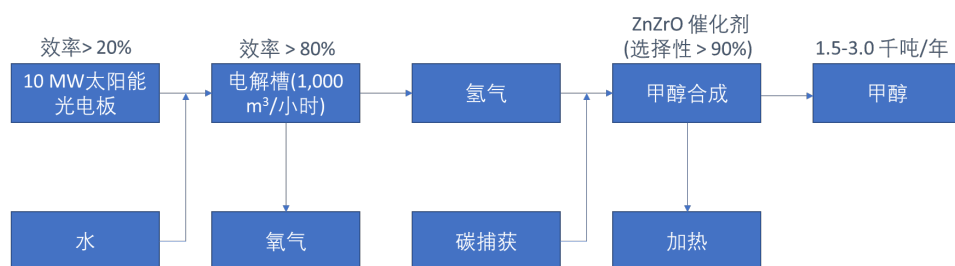 效率> 20%
10 MW太阳能
光电板
效率 > 80%
电解槽(1,000
m³/小时)
氢气
ZnZrO 催化剂
(选择性 > 90%)
甲醇合成
1.5-3.0 千吨/年
甲醇
水
氧气
碳捕获
加热